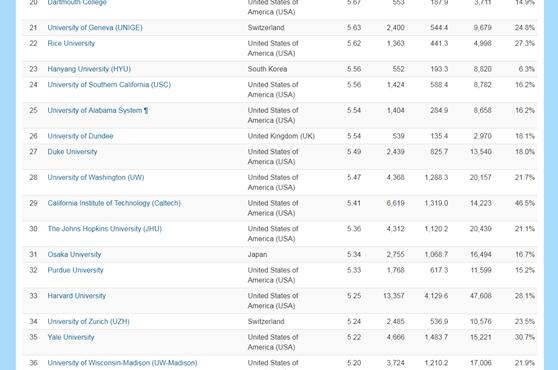 20 Dartmouth College United States of 5.67 553 187.9 3,711 14.9%
America (USA)
21 University of Geneva (UNIGE) Switzerland 5.63 2,400 544.4 9,679 24.8%
22 Rice University United States of 5.62 1,363 441.3 4,998 27.3%
America (USA)
23 Hanyang University (HYU) South Korea 5.56 552 193.3 8,820 6.3%
24 University of Southern California (USC) United States of 5.56 1,424 588.4 8,782 16.2%
America (USA)
25 University of Alabama System ¶ United States of 5.54 1,404 284.9 8,658 16.2%
America (USA)
26 University of Dundee United Kingdom (UK) 5.54 539 135.4 2,970 18.1%
27 Duke University United States of 5.49 2,439 825.7 13,540 18.0%
America (USA)
28 University of Washington (UW) United States of 5.47 4,368 1,288.3 20,157 21.7%
America (USA)
29 California Institute of Technology (Caltech) United States of 5.41 6,619 1,319.0 14,223 46.5%
America (USA)
30 The Johns Hopkins University (JHU) United States of 5.36 4,312 1,120.2 20,439 21.1%
America (USA)
31 Osaka University Japan 5.34 2,755 1,068.7 16,494 16.7%
32 Purdue University United States of 5.33 1,768 617.3 11,599 15.2%
America (USA)
33 Harvard University United States of 5.25 13,357 4,129.6 47,608 28.1%
America (USA)
34 University of Zurich (UZH) Switzerland 5.24 2,485 536.9 10,576 23.5%
35 Yale University United States of 5.22 4,666 1,483.7 15,221 30.7%
America (USA)
36 University of Wisconsin-Madison (UW-Madison) United States of 5.20 3,724 1,210.2 17,006 21.9%